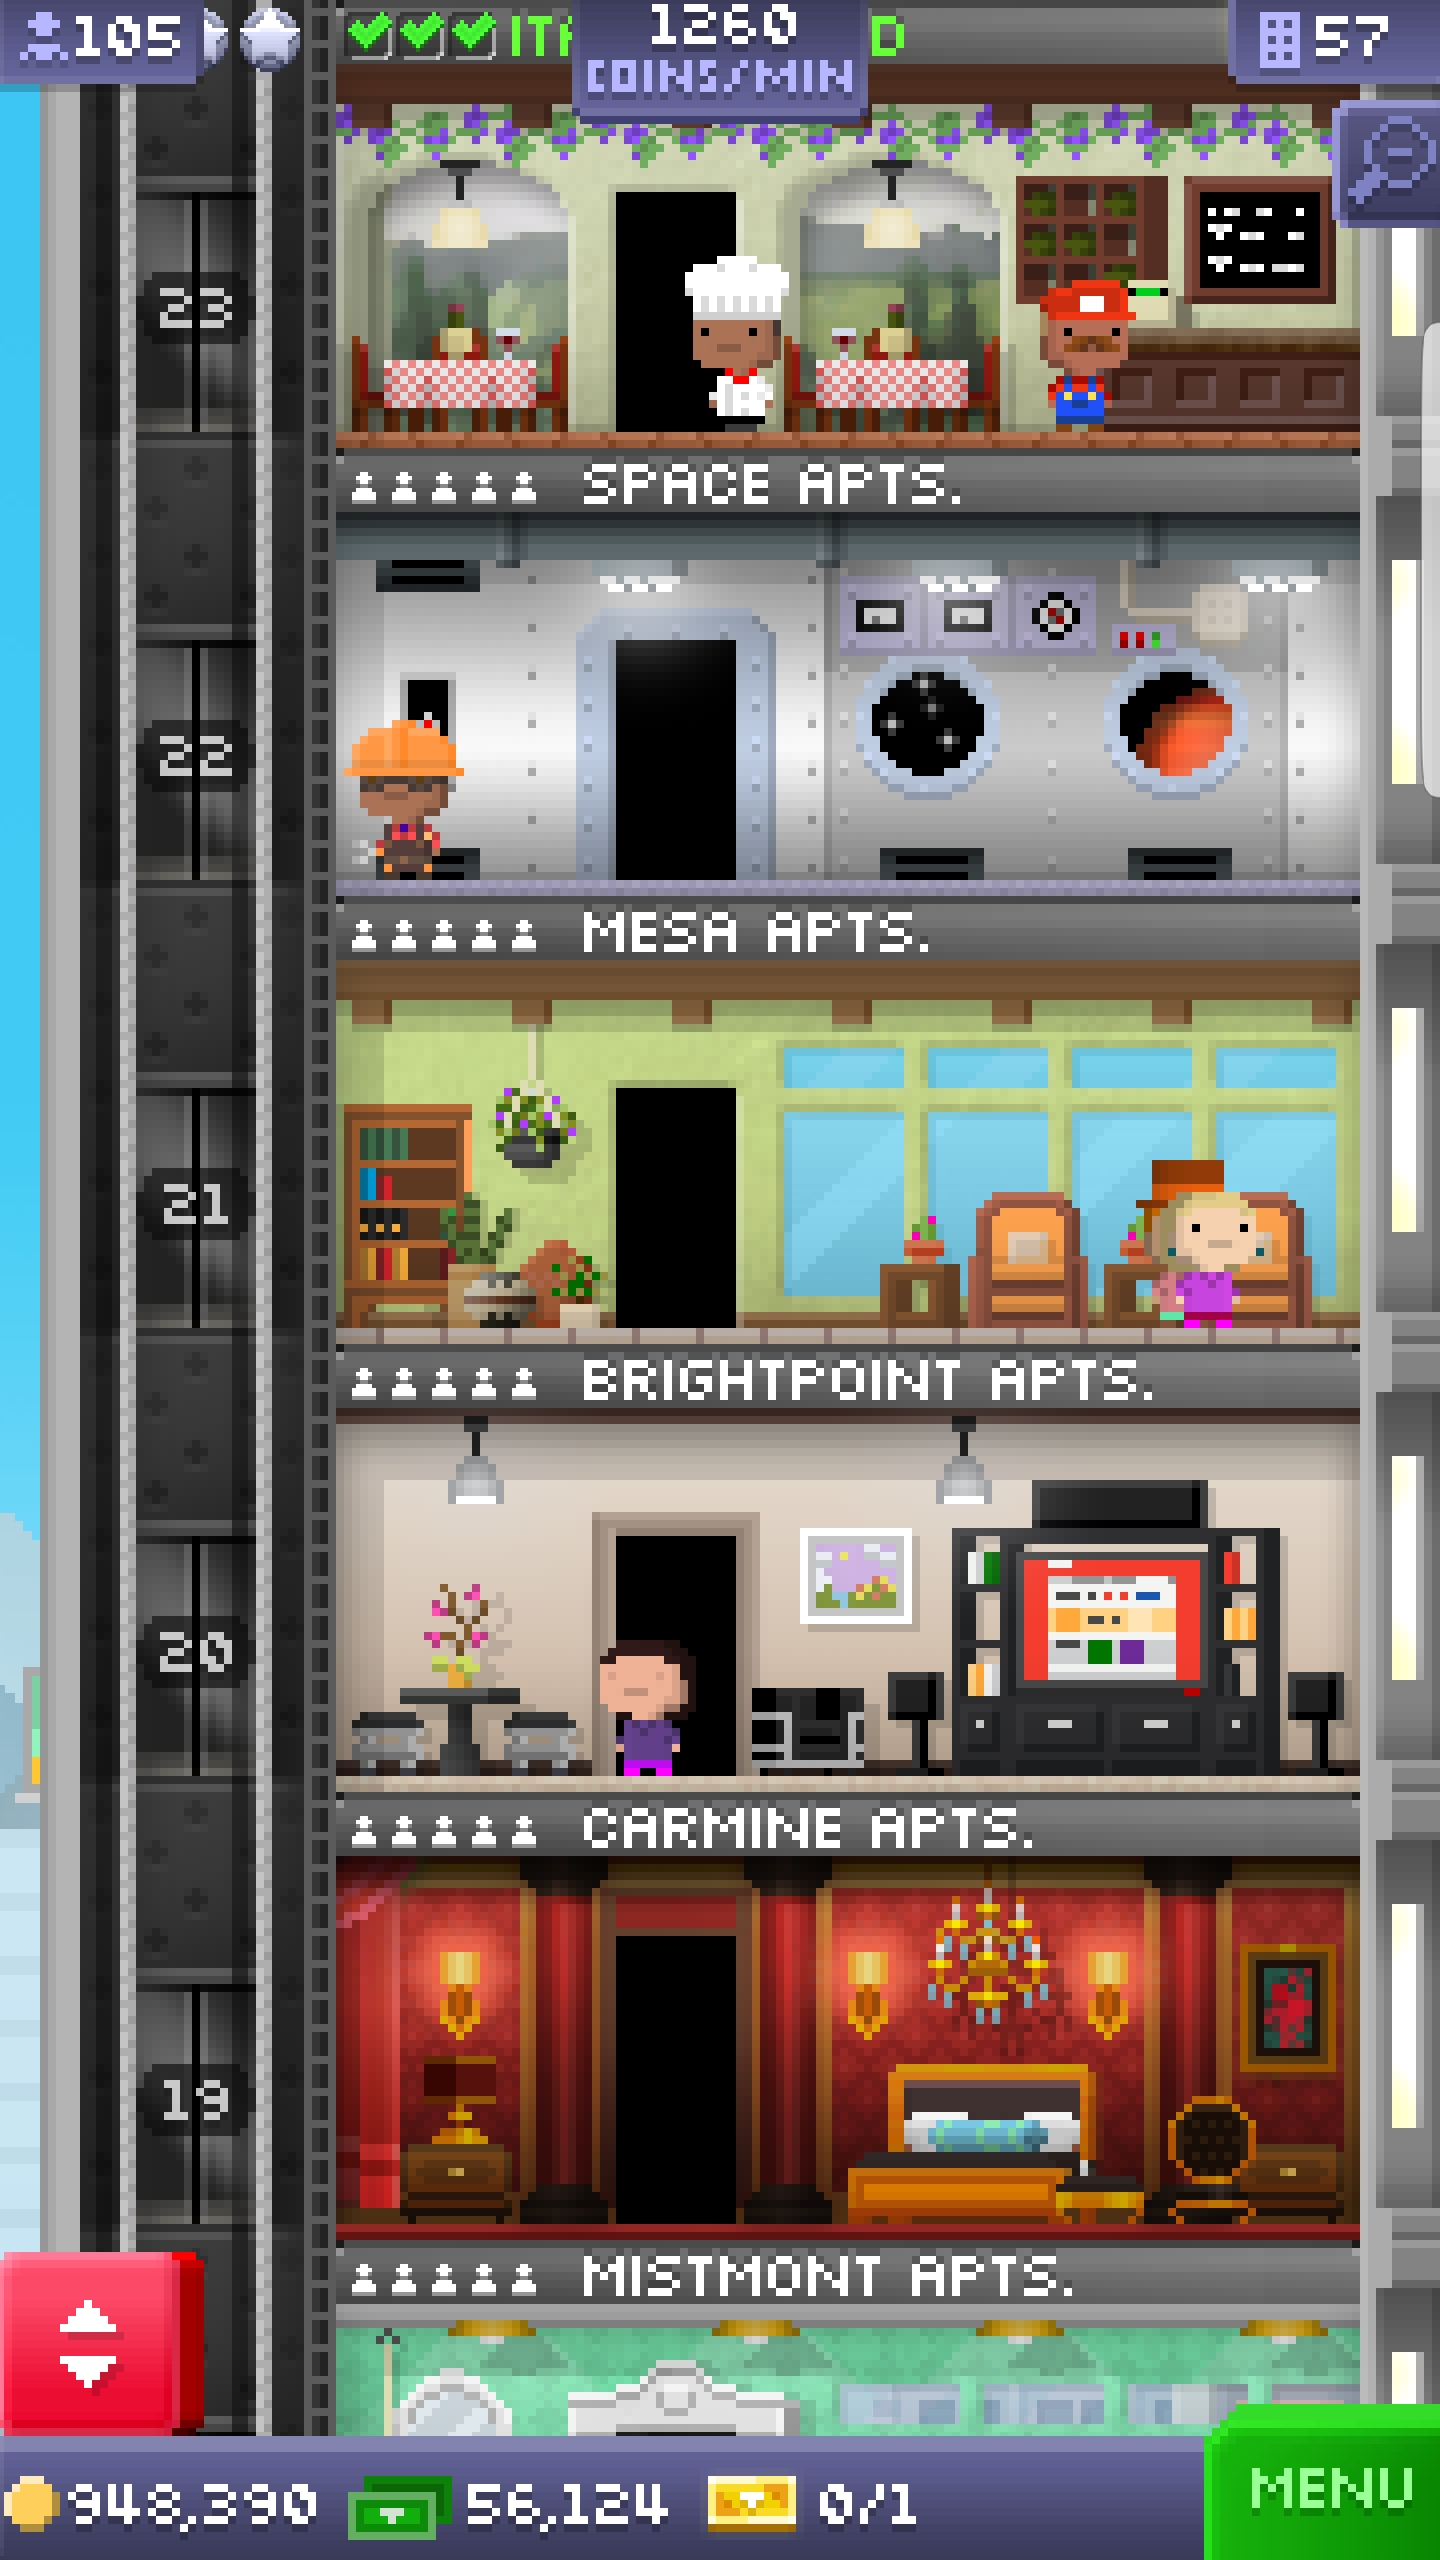 105
1260
COINS/MIN
57
23
SPACE APTS.
22
MESA APTS.
21
BRIGHTPOINT APTS.
20
CARMINE APTS.
19
MISTMONT APTS.
948,390
56,124
0/1
MENU